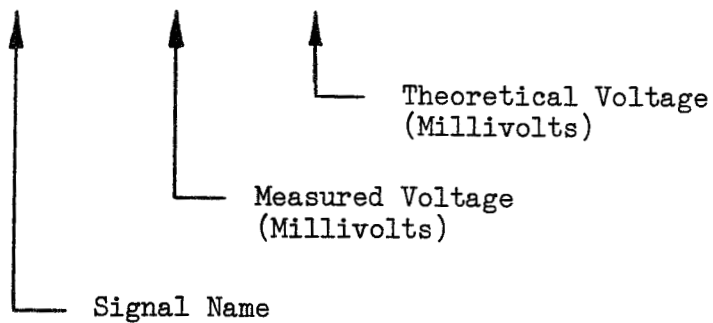 Theoretical Voltage
(Millivolts)
Measured Voltage
(Millivolts)
Signal Name